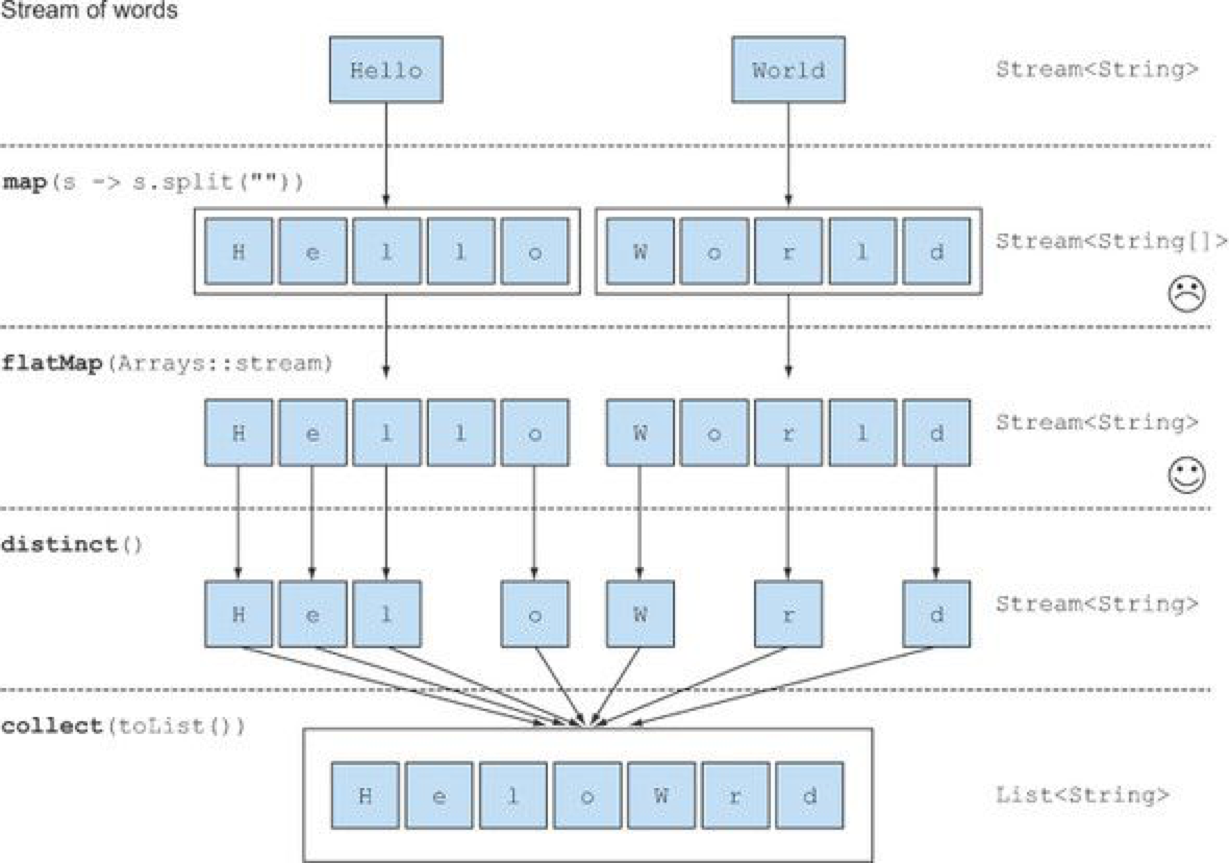 Stream of words
Hello World Stream<String>
map(s -> s.split(""))
H e l l o W o r l d Stream<String[]>
flatMap(Arrays::stream)
H e l l o W o r l d Stream<String>
distinct()
H e l o W r d Stream<String>
collect(toList())
H e l o W r d List<String>